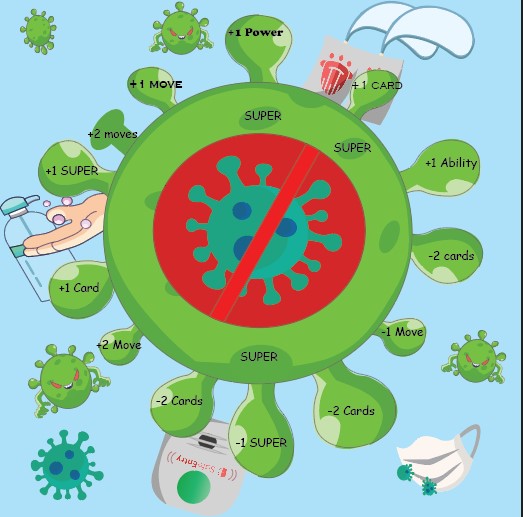 +1 Power
+1 MOVE
+1 CARD
SUPER
+2 moves
SUPER
+1 Ability
+1 SUPER
-2 cards
+1 Card
-1 Move
+2 Move
SUPER
-2 Cards
-2 Cards
-1 SUPER
SafeEntry